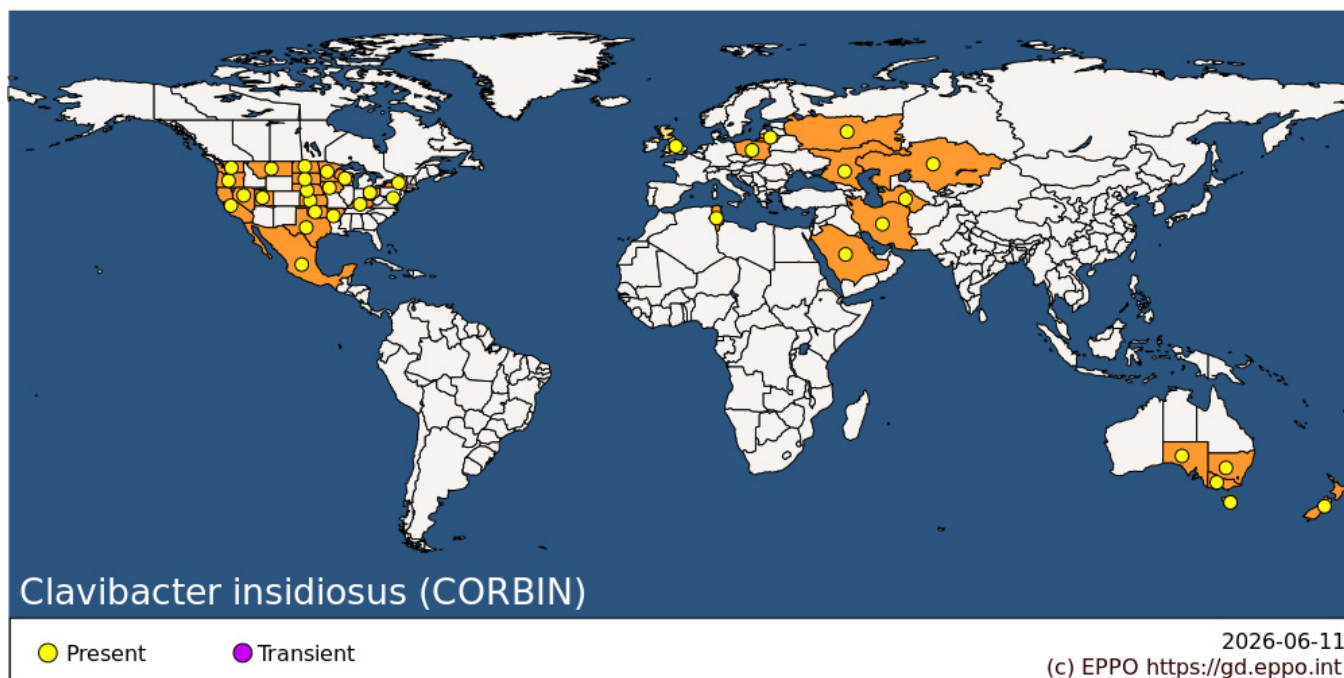 Clavibacter insidiosus (CORBIN)
Present
Transient
2026-06-11
(c) EPPO https://gd.eppo.int